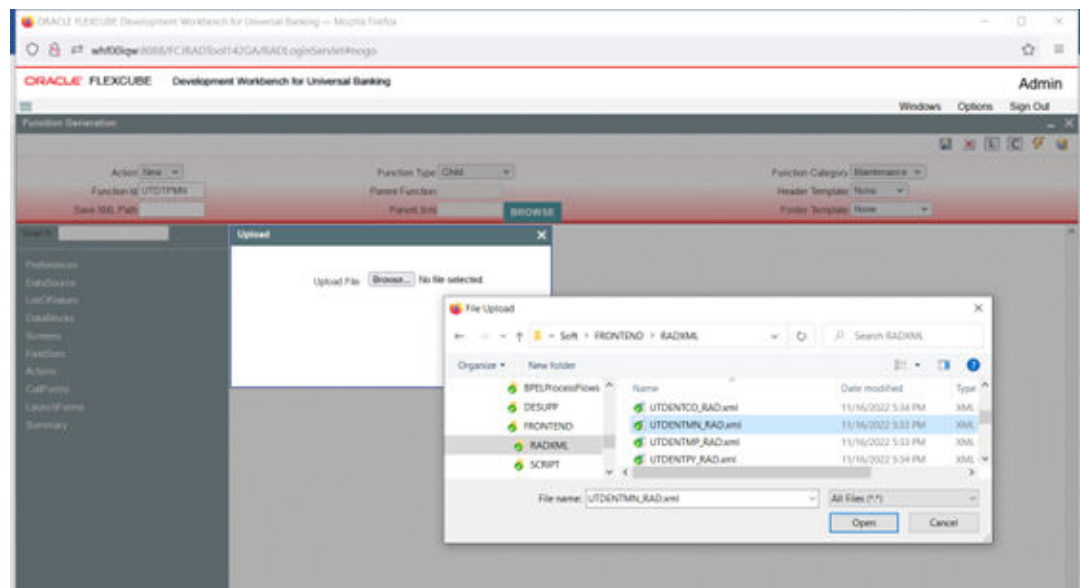 ORACLE FLEXCUBE Development Workbench for Universal Banking — Mozilla Firefox
ORACLE FLEXCUBE Development Workbench for Universal Banking
Admin
Windows Options Sign Out
Function Generation
Action New Function Type Child Function Category Maintenance
Function Id UTDTPMN Parent Function Header Template None
Save XML Path Parent Xml BROWSE Footer Template None
Search
Upload
Preferences
DataSource
ListOfValues
DataBlocks
Screens
FieldSets
Actions
CallForms
LaunchForms
Summary
Upload File Browse... No file selected.
File Upload
Soft FRONTEND RADXML Search RADXML
Organize New folder
BPELProcessFlows
DESUPP
FRONTEND
RADXML
SCRIPT
Name Date modified Type
UTDENTCO_RAD.xml 11/16/2022 5:34 PM XML
UTDENTMN_RAD.xml 11/16/2022 5:33 PM XML
UTDENTMP_RAD.xml 11/16/2022 5:33 PM XML
UTDENTPY_RAD.xml 11/16/2022 5:34 PM XML
File name: UTDENTMN_RAD.xml All Files (*.*)
Open Cancel